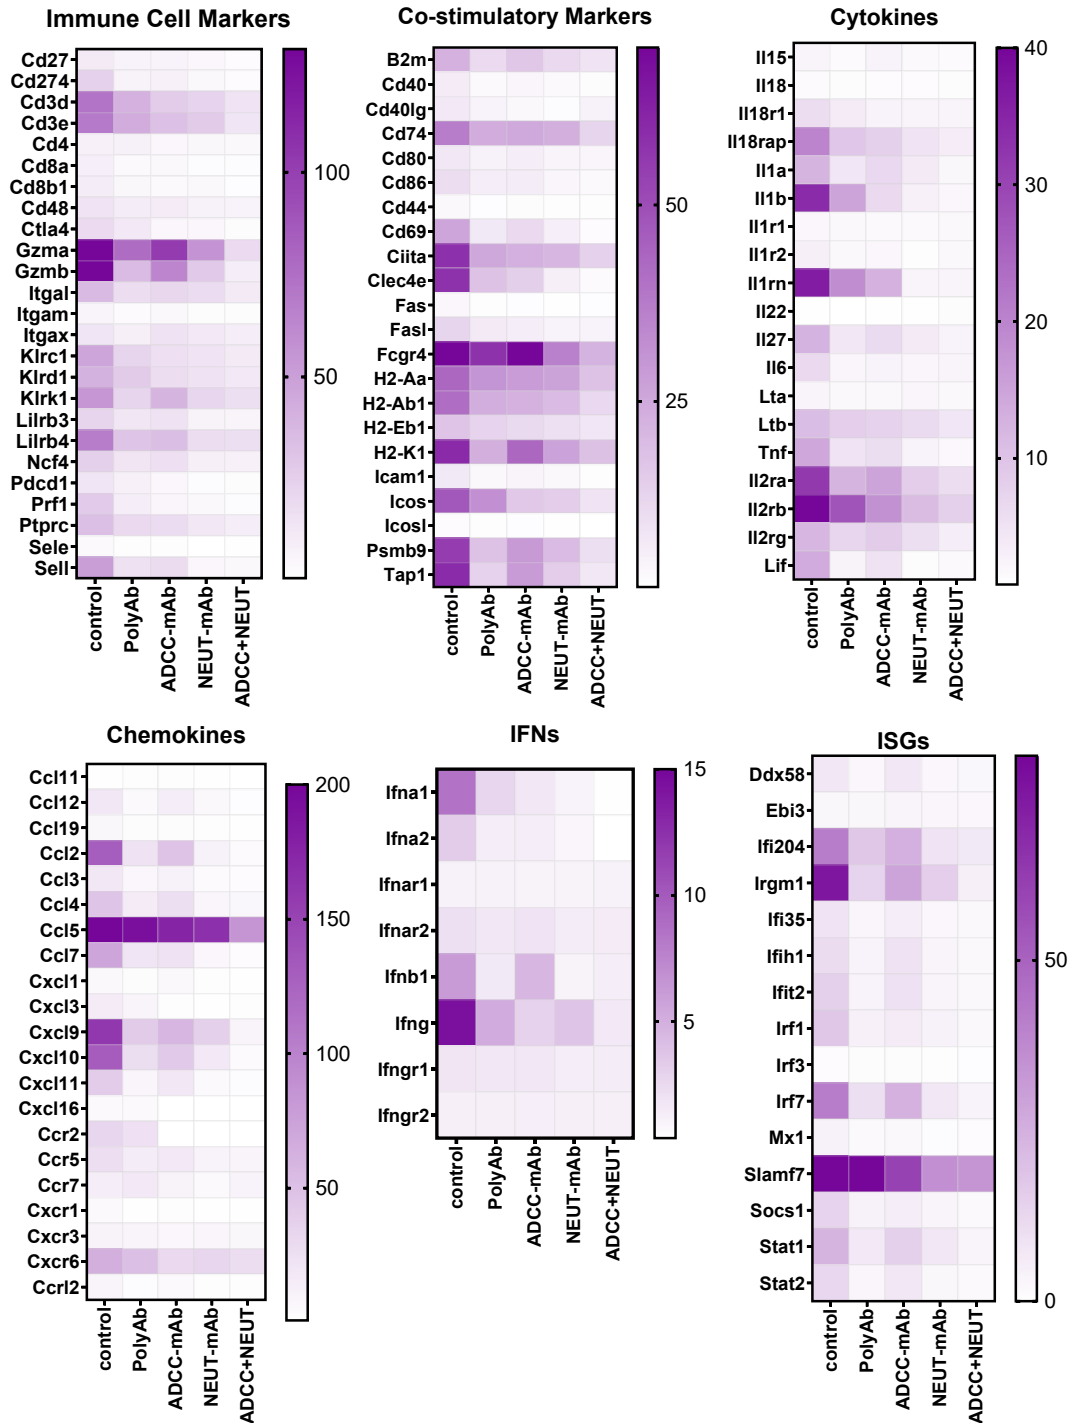 Immune Cell Markers
Cd27
Cd274
Cd3d
Cd3e
Cd4
Cd8a
Cd8b1
Cd48
Ctla4
Gzma
Gzmb
Itgal
Itgam
Itgax
Klrc1
Klrd1
Klrk1
Lilrb3
Lilrb4
Ncf4
Pdcd1
Prf1
Ptprc
Sele
Sell
100
50
control
PolyAb
ADCC-mAb
NEUT-mAb
ADCC+NEUT
Co-stimulatory Markers
B2m
Cd40
Cd40lg
Cd74
Cd80
Cd86
Cd44
Cd69
Ciita
Clec4e
Fas
Fasl
Fcgr4
H2-Aa
H2-Ab1
H2-Eb1
H2-K1
Icam1
Icos
Icosl
Psmb9
Tap1
50
25
control
PolyAb
ADCC-mAb
NEUT-mAb
ADCC+NEUT
Cytokines
Il15
Il18
Il18r1
Il18rap
Il1a
Il1b
Il1r1
Il1r2
Il1rn
Il22
Il27
Il6
Lta
Ltb
Tnf
Il2ra
Il2rb
Il2rg
Lif
40
30
20
10
control
PolyAb
ADCC-mAb
NEUT-mAb
ADCC+NEUT
Chemokines
Ccl11
Ccl12
Ccl19
Ccl2
Ccl3
Ccl4
Ccl5
Ccl7
Cxcl1
Cxcl3
Cxcl9
Cxcl10
Cxcl11
Cxcl16
Ccr2
Ccr5
Ccr7
Cxcr1
Cxcr3
Cxcr6
Ccrl2
200
150
100
50
control
PolyAb
ADCC-mAb
NEUT-mAb
ADCC+NEUT
IFNs
Ifna1
Ifna2
Ifnar1
Ifnar2
Ifnb1
Ifng
Ifngr1
Ifngr2
15
10
5
control
PolyAb
ADCC-mAb
NEUT-mAb
ADCC+NEUT
ISGs
Ddx58
Ebi3
Ifi204
Irgm1
Ifi35
Ifih1
Ifit2
Irf1
Irf3
Irf7
Mx1
Slamf7
Socs1
Stat1
Stat2
50
0
control
PolyAb
ADCC-mAb
NEUT-mAb
ADCC+NEUT